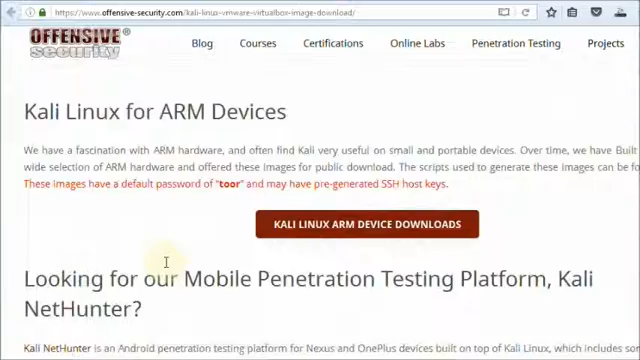 www.offensive-security.com/kali-linux-vmware-virtualbox-image-download/
OFFENSIVE
security
Blog Courses Certifications Online Labs Penetration Testing Projects
Kali Linux for ARM Devices
We have a fascination with ARM hardware, and often find Kali very useful on small and portable devices. Over time, we have Built
wide selection of ARM hardware and offered these images for public download. The scripts used to generate these images can be fo
These images have a default password of "toor" and may have pre-generated SSH host keys.
KALI LINUX ARM DEVICE DOWNLOADS
Looking for our Mobile Penetration Testing Platform, Kali
NetHunter?
Kali NetHunter is an Android penetration testing platform for Nexus and OnePlus devices built on top of Kali Linux, which includes som